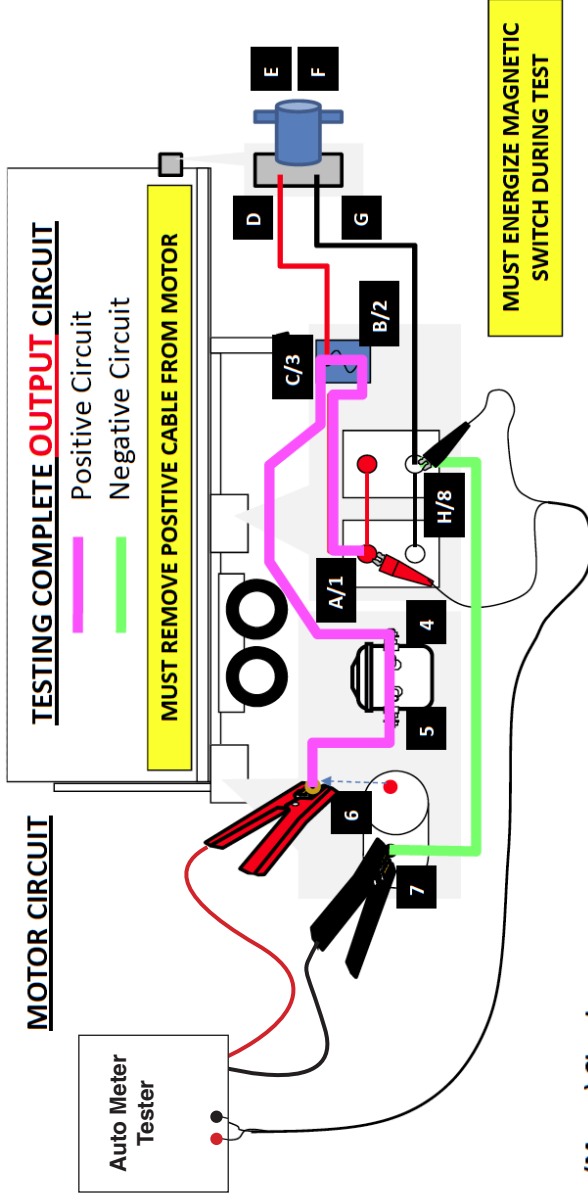 MOTOR CIRCUIT
TESTING COMPLETE OUTPUT CIRCUIT
Positive Circuit
Negative Circuit
MUST REMOVE POSITIVE CABLE FROM MOTOR
Auto Meter
Tester
E
F
D
G
C/3
B/2
A/1
H/8
4
5
6
7
MUST ENERGIZE MAGNETIC
SWITCH DURING TEST